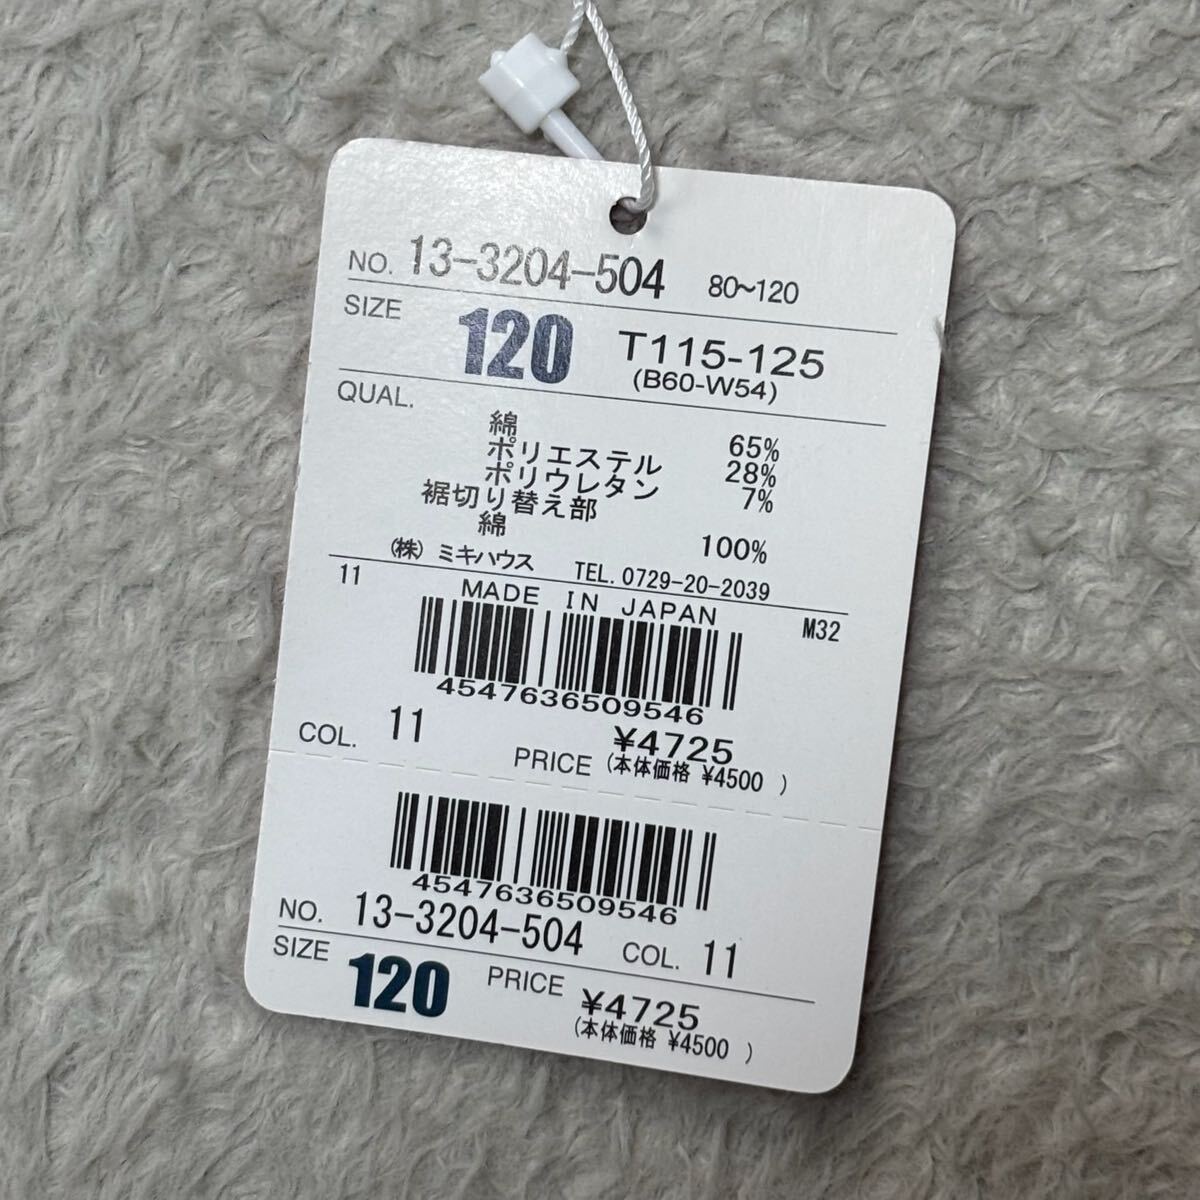 NO. 13-3204-504 80~120
SIZE 120 T115-125
(B60-W54)
QUAL.
綿 65%
ポリエステル 28%
ポリウレタン 7%
裾切り替え部
綿 100%
(株) ミキハウス TEL. 0729-20-2039
11 MADE IN JAPAN M32
4547636509546
COL. 11 PRICE ¥4725
(本体価格 ¥4500 )
4547636509546
NO. 13-3204-504 COL. 11
SIZE 120 PRICE ¥4725
(本体価格 ¥4500 )